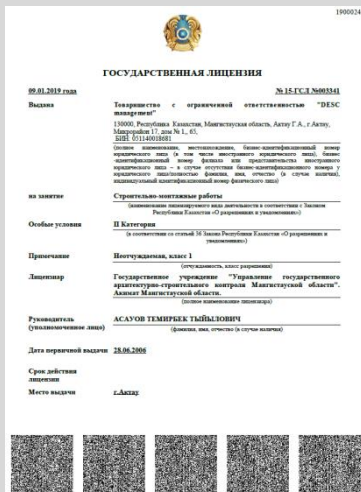 1900024
ГОСУДАРСТВЕННАЯ ЛИЦЕНЗИЯ
09.01.2019 года № 15-ГСЛ №003341
Выдана Товарищество с ограниченной ответственностью "DESC
management"
130000, Республика Казахстан, Мангистауская область, Актау Г.А., г.Актау,
Микрорайон 17, дом № 1., 65,
БИН: 051140018681
(полное наименование, местонахождение, бизнес-идентификационный номер
юридического лица (в том числе иностранного юридического лица), бизнес
-идентификационный номер филиала или представительства иностранного
юридического лица – в случае отсутствия бизнес-идентификационного номера у
юридического лица/полностью фамилия, имя, отчество (в случае наличия),
индивидуальный идентификационный номер физического лица)
на занятие Строительно-монтажные работы
(наименование лицензируемого вида деятельности в соответствии с Законом
Республики Казахстан «О разрешениях и уведомлениях»)
Особые условия II Категория
(в соответствии со статьей 36 Закона Республики Казахстан «О разрешениях и
уведомлениях»)
Примечание Неотчуждаемая, класс 1
(отчуждаемость, класс разрешения)
Лицензиар Государственное учреждение "Управление государственного
архитектурно-строительного контроля Мангистауской области".
Акимат Мангистауской области.
(полное наименование лицензиара)
Руководитель АСАУОВ ТЕМИРБЕК ТЫЙЫЛОВИЧ
(уполномоченное лицо) (фамилия, имя, отчество (в случае наличия)
Дата первичной выдачи 28.06.2006
Срок действия
лицензии
Место выдачи г.Актау